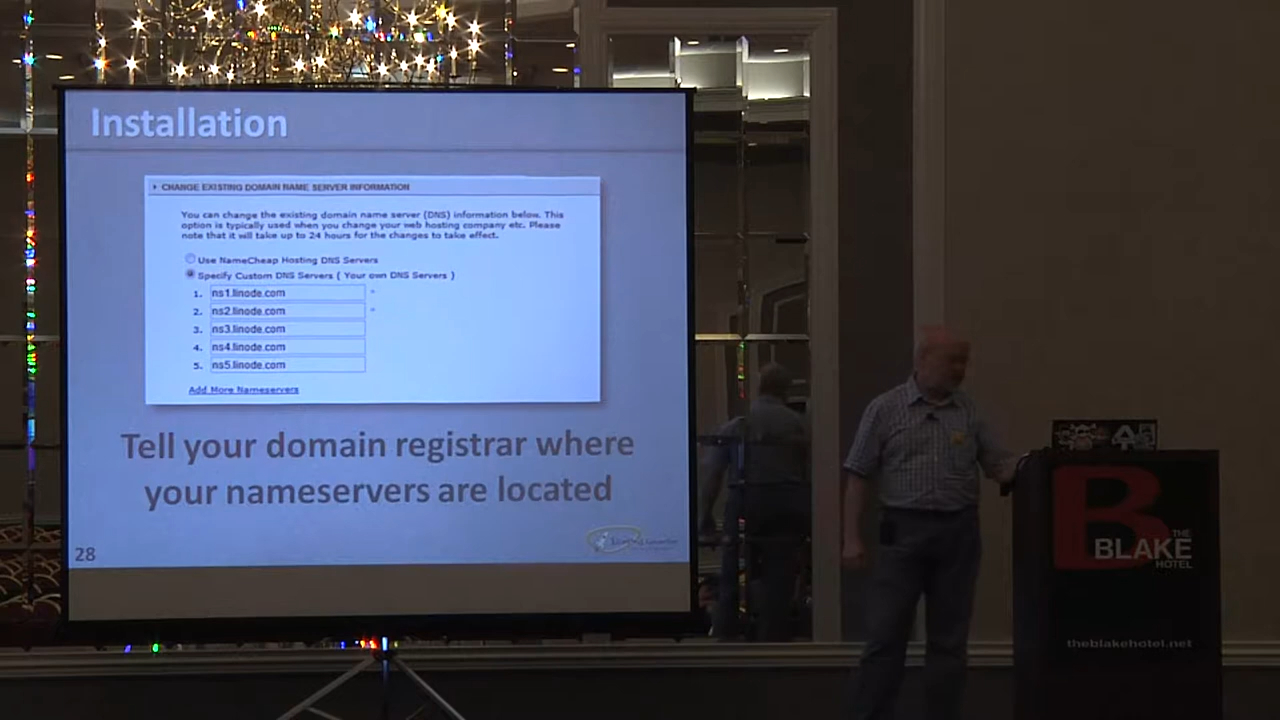 Installation
CHANGE EXISTING DOMAIN NAME SERVER INFORMATION
You can change the existing domain name server (DNS) information below. This
option is typically used when you change your web hosting company etc. Please
note that it will take up to 24 hours for the changes to take effect.
Use NameCheap Hosting DNS Servers
Specify Custom DNS Servers ( Your own DNS Servers )
1. ns1.linode.com *
2. ns2.linode.com *
3. ns3.linode.com
4. ns4.linode.com
5. ns5.linode.com
Add More Nameservers
Tell your domain registrar where
your nameservers are located
28
B
THE
BLAKE
HOTEL
theblakehotel.net